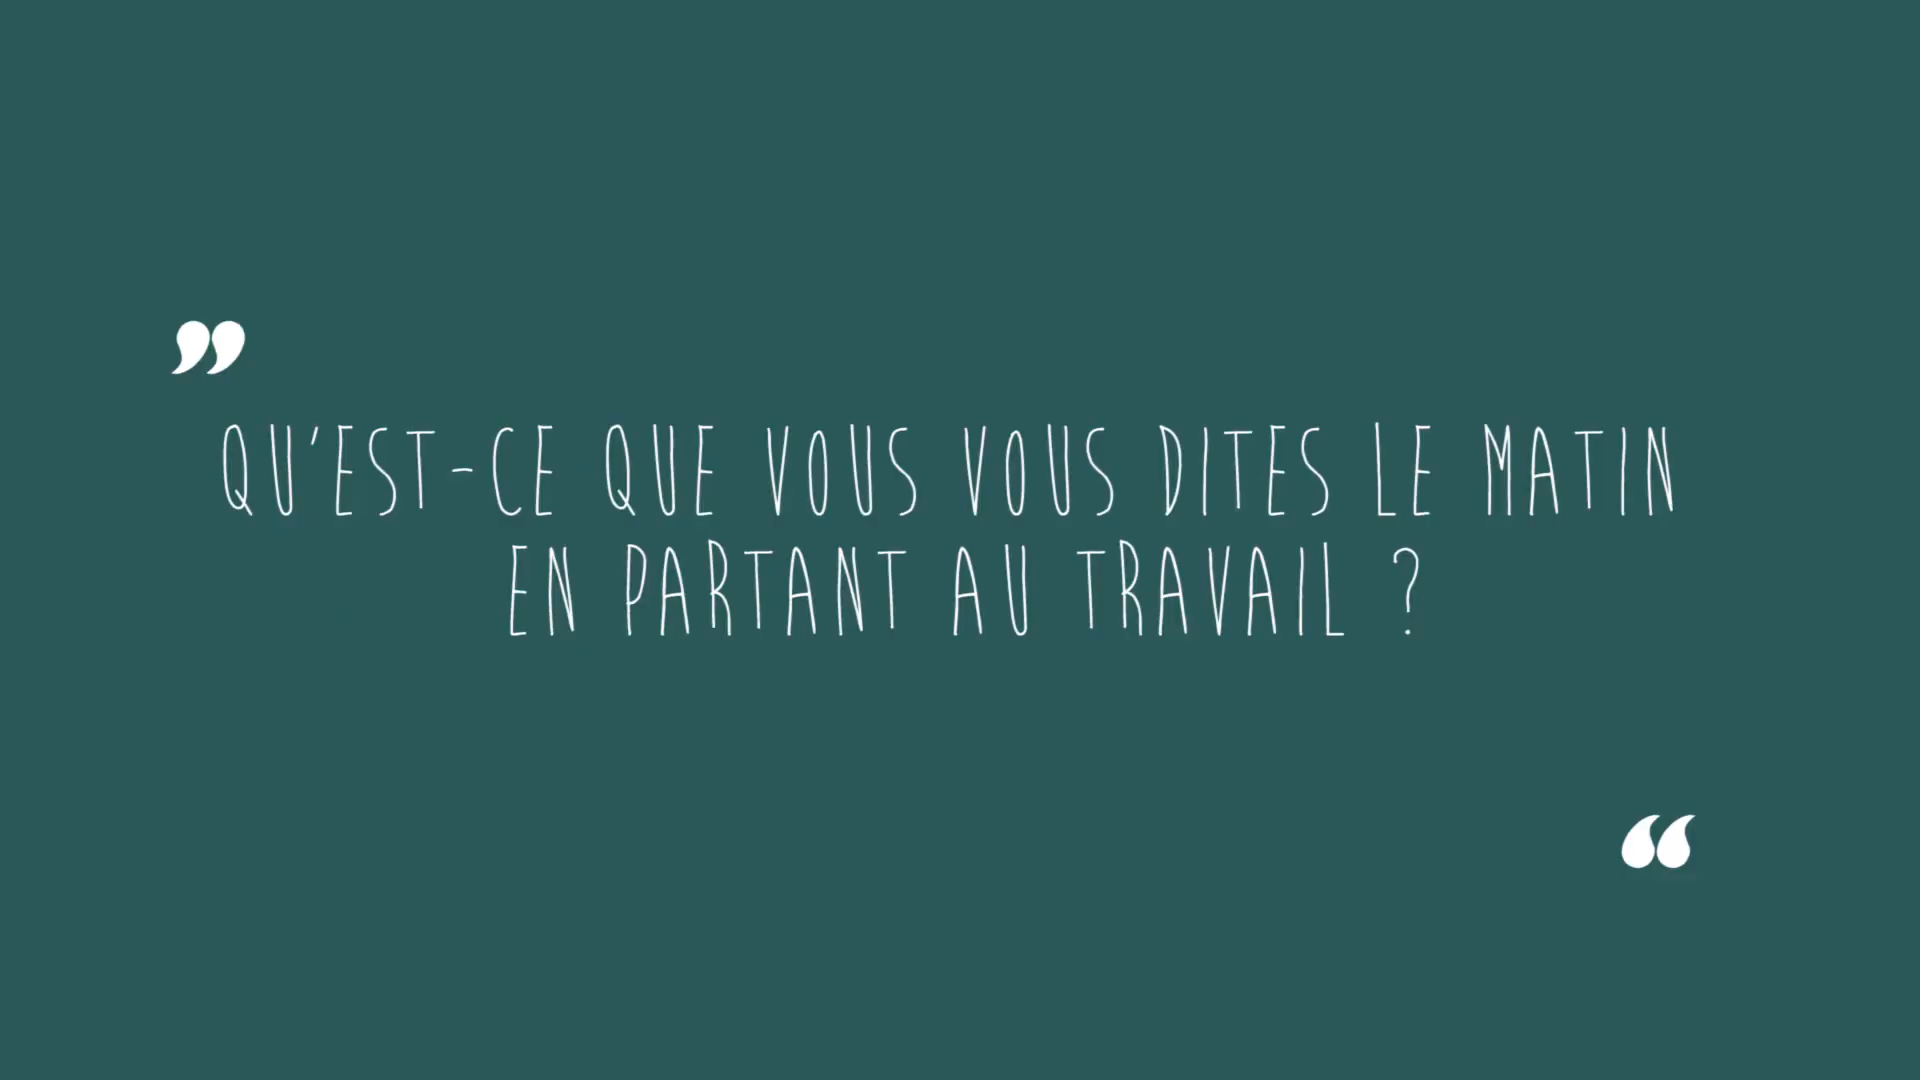 ”
QU'EST-CE QUE VOUS VOUS DITES LE MATIN
EN PARTANT AU TRAVAIL ?
“